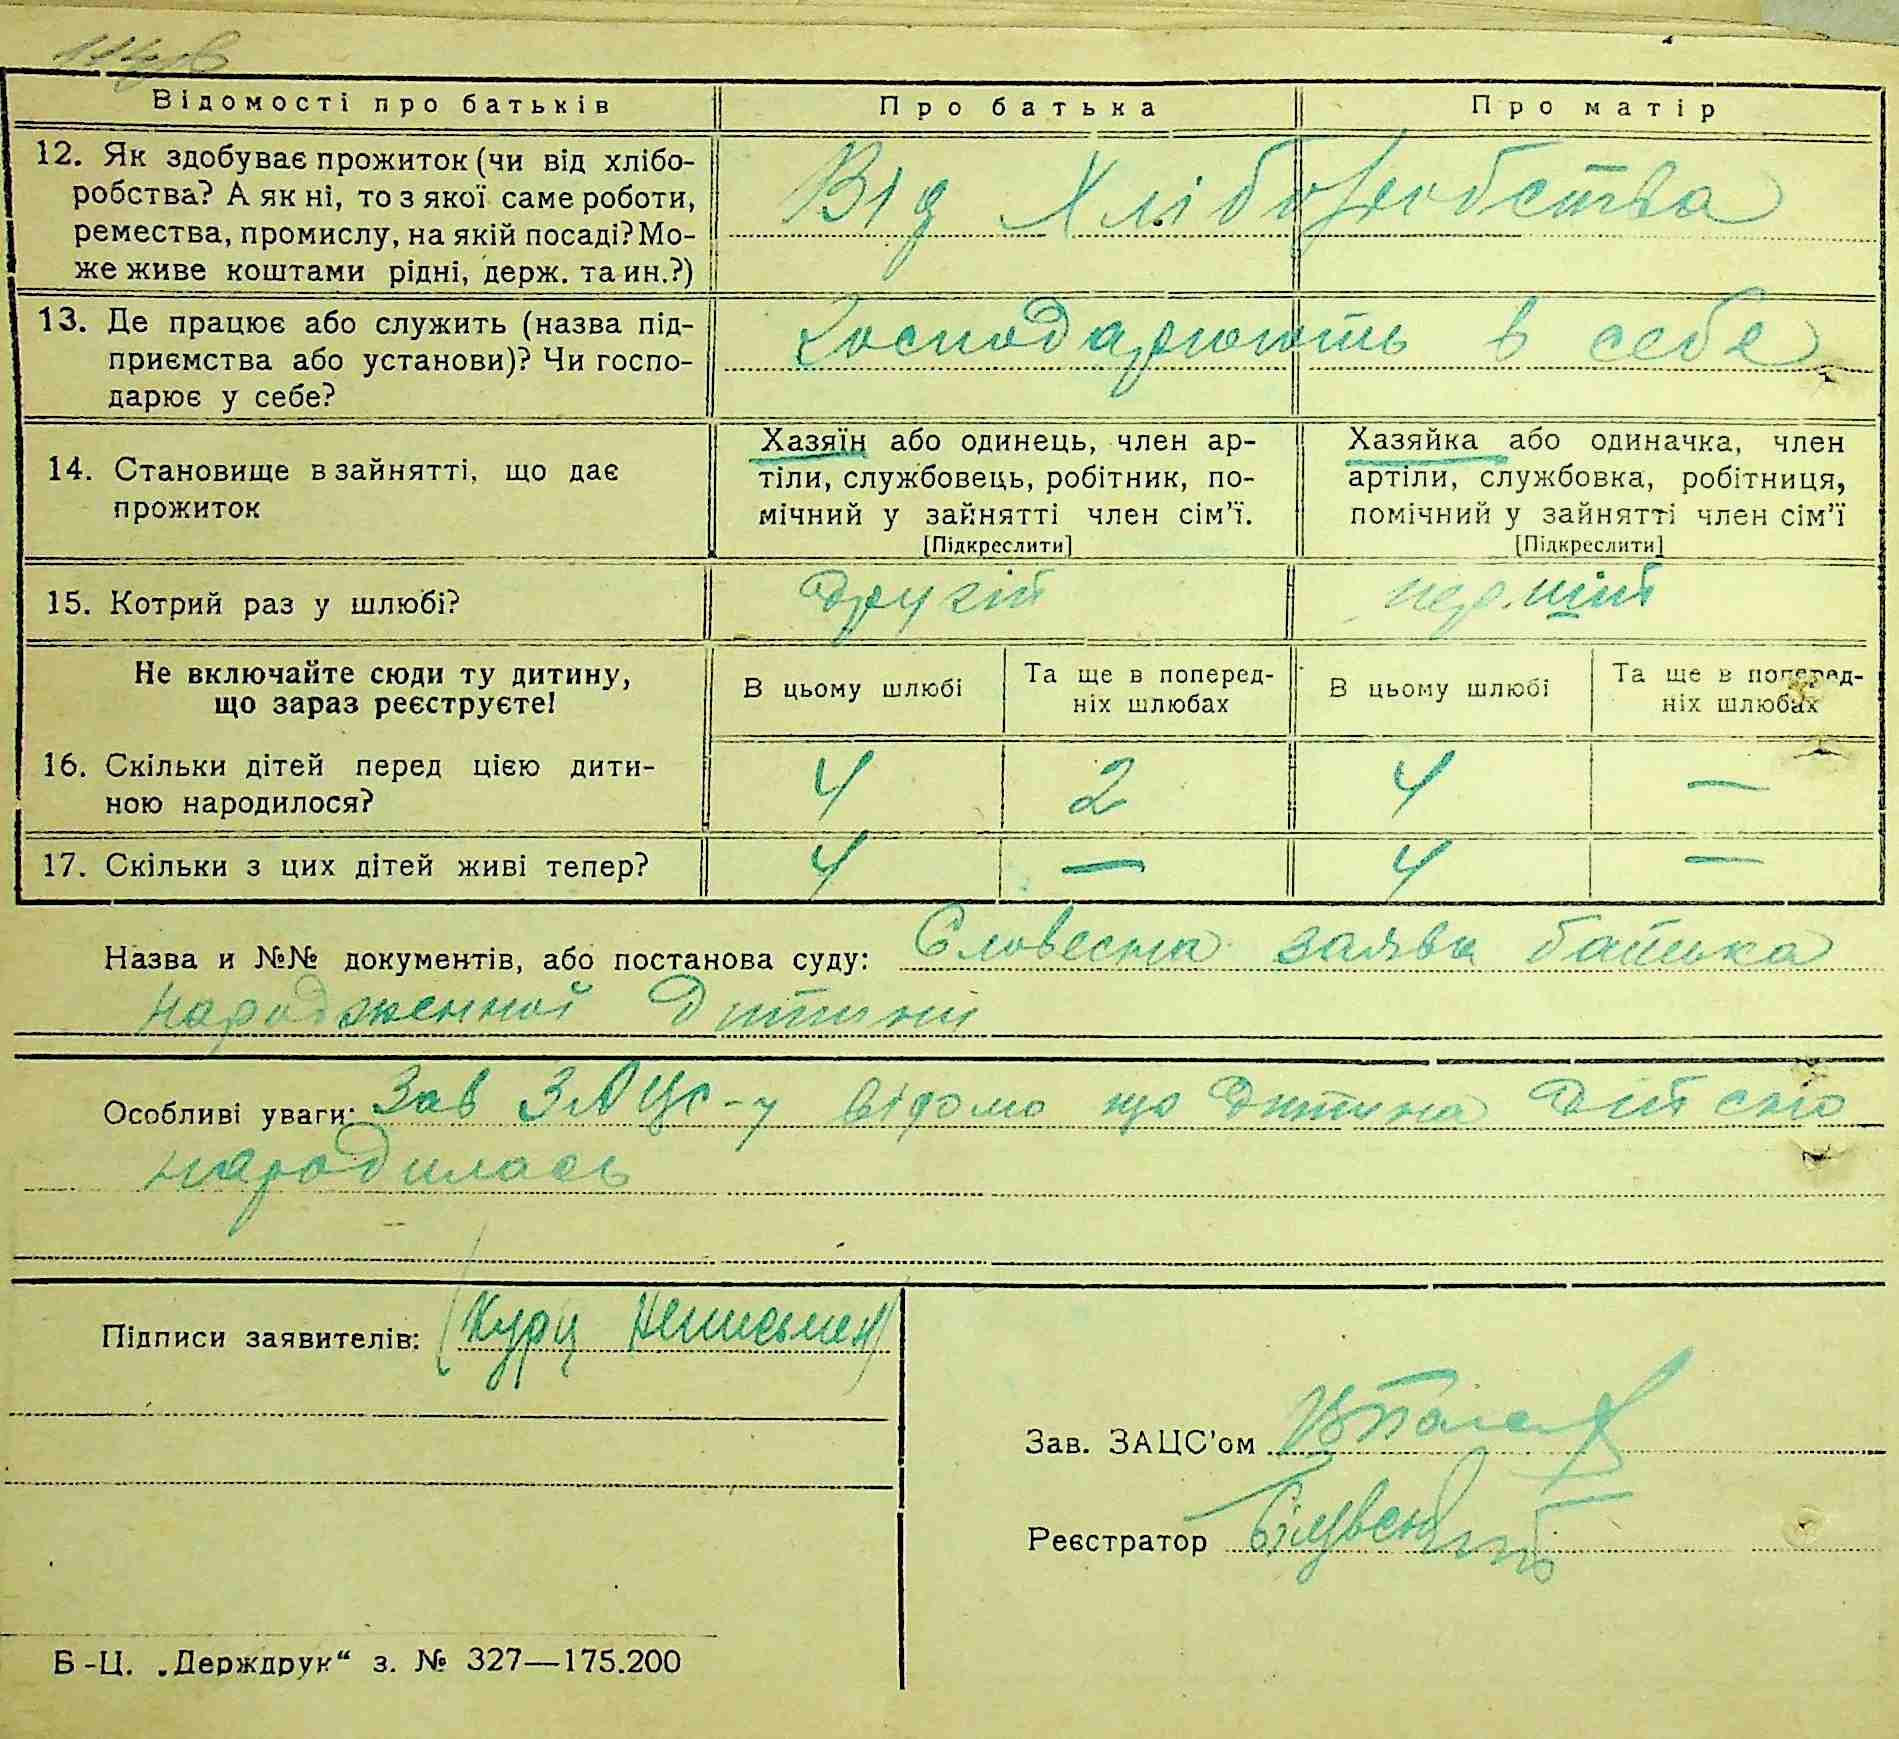 Відомості про батьків Про батька Про матір
12. Як здобуває прожиток (чи від хлібо-
робства? А як ні, то з якої саме роботи,
ремества, промислу, на якій посаді? Мо-
же живе коштами рідні, держ. та ин.?)
Від Хліборобства
13. Де працює або служить (назва під-
приємства або установи)? Чи госпо-
дарює у себе?
Господарюють в себе
14. Становище в зайнятті, що дає
прожиток
Хазяїн або одинець, член ар-
тіли, службовець, робітник, по-
мічний у зайнятті член сім'ї.
[Підкреслити]
Хазяйка або одиначка, член
артіли, службовка, робітниця,
помічний у зайнятті член сім'ї
[Підкреслити]
15. Котрий раз у шлюбі? другій перший
Не включайте сюди ту дитину,
що зараз реєструєте!
В цьому шлюбі
Та ще в поперед-
ніх шлюбах
В цьому шлюбі
Та ще в поперед-
ніх шлюбах
16. Скільки дітей перед цією дити-
ною народилося?
4 2 4 —
17. Скільки з цих дітей живі тепер? 4 — 4 —
Назва и №№ документів, або постанова суду: Словесна заява батька
народженної дитини
Особливі уваги: Зав ЗАЦС-у відомо що дитина дійсно
народилась
Підписи заявителів: (Курц Неписьмен)
Зав. ЗАЦС'ом
Реєстратор
Б-Ц. „Держдрук“ з. № 327—175.200